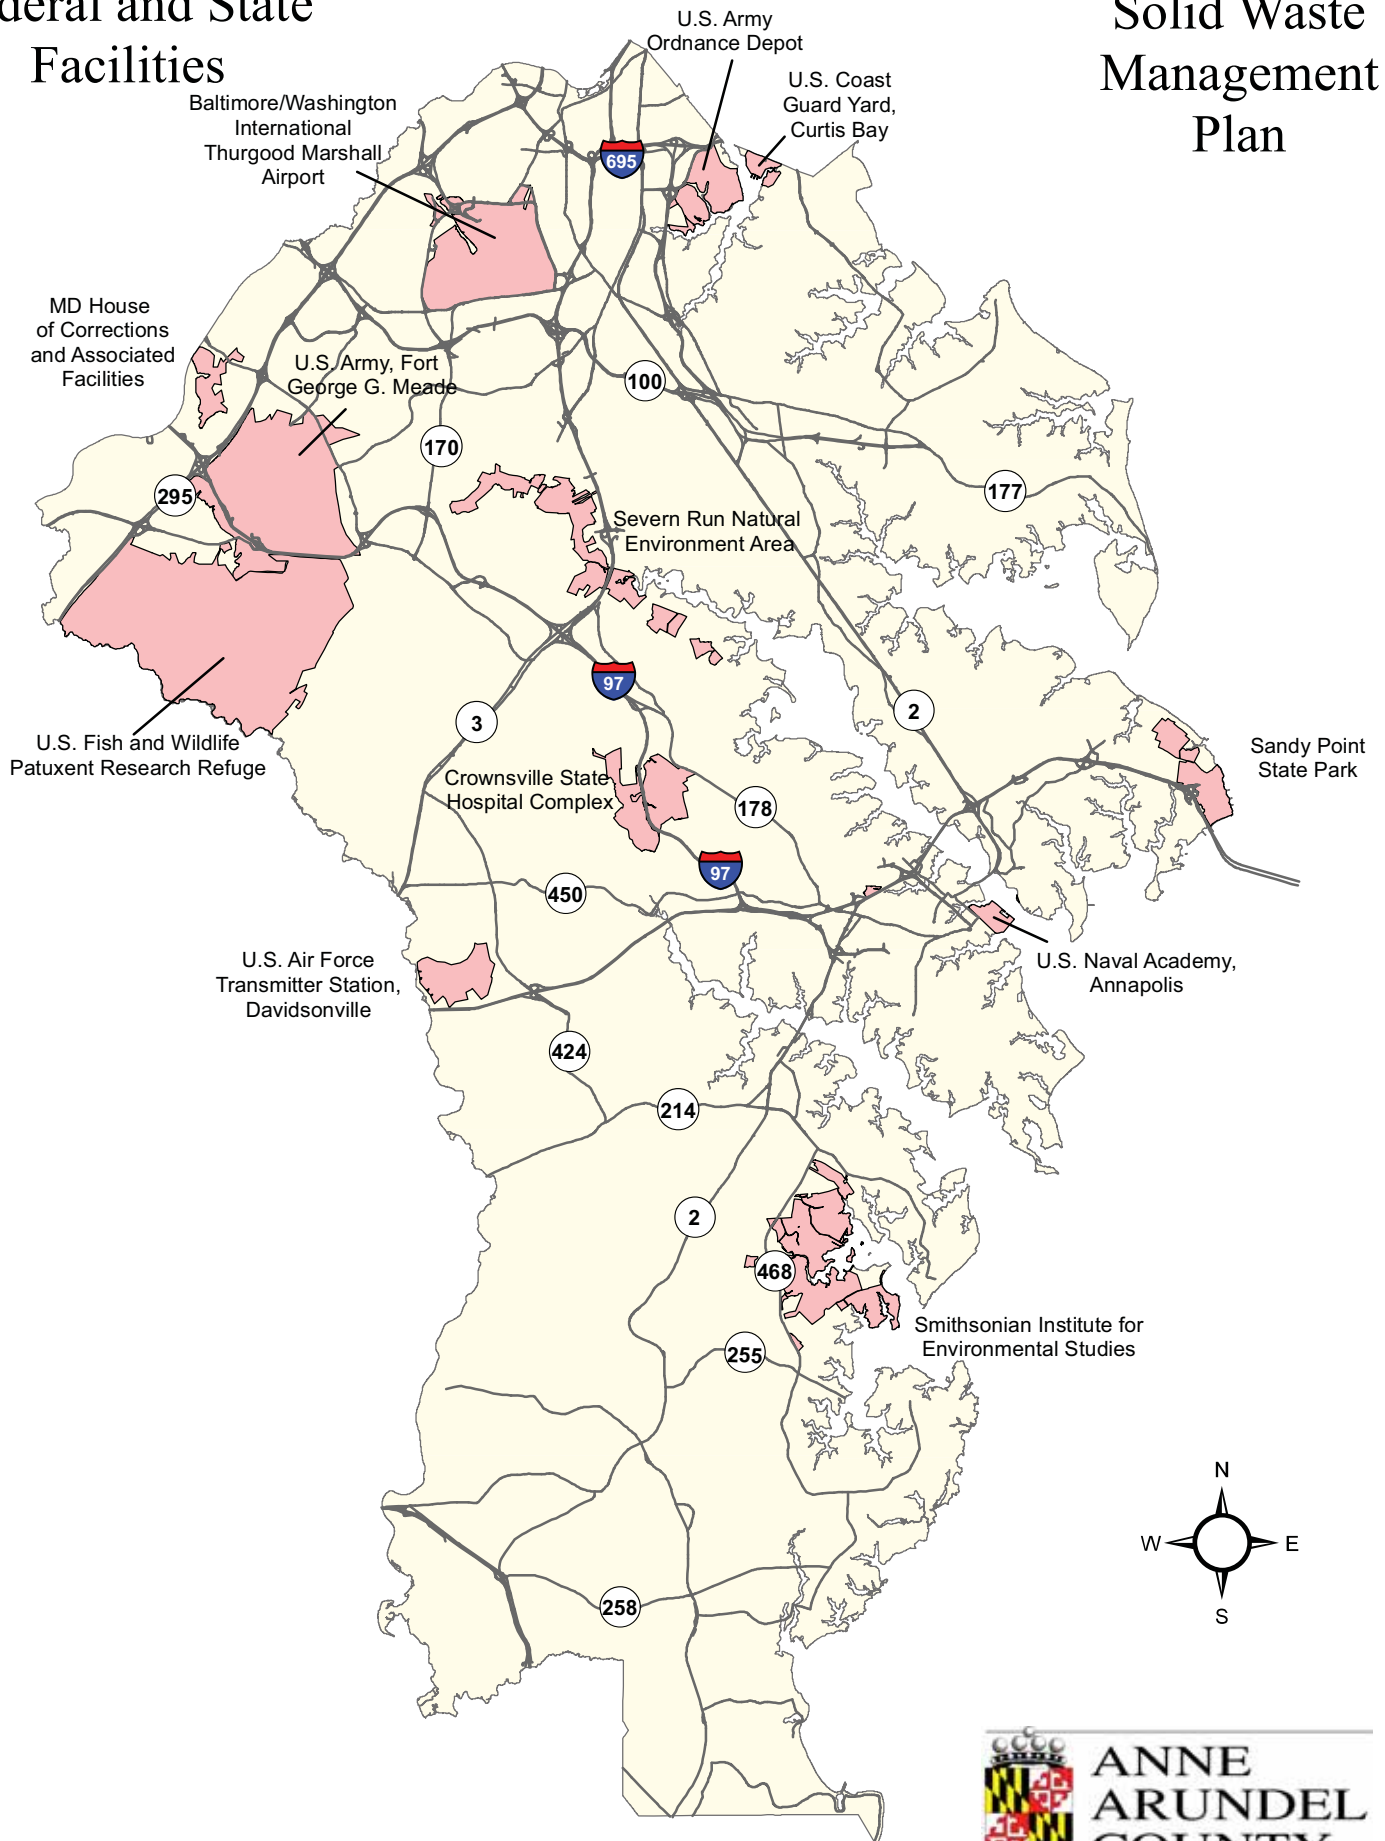 and State
Facilities
Solid Waste
Management
Plan
U.S. Army
Ordnance Depot
U.S. Coast
Guard Yard,
Curtis Bay
Baltimore/Washington
International
Thurgood Marshall
Airport
695
MD House
of Corrections
and Associated
Facilities
U.S. Army, Fort
George G. Meade
100
170
295
177
Severn Run Natural
Environment Area
97
3
2
U.S. Fish and Wildlife
Patuxent Research Refuge
Sandy Point
State Park
Crownsville State
Hospital Complex
178
97
450
U.S. Air Force
Transmitter Station,
Davidsonville
U.S. Naval Academy,
Annapolis
424
214
2
468
Smithsonian Institute for
Environmental Studies
255
N
W
E
S
258
ANNE
ARUNDEL
COUNTY